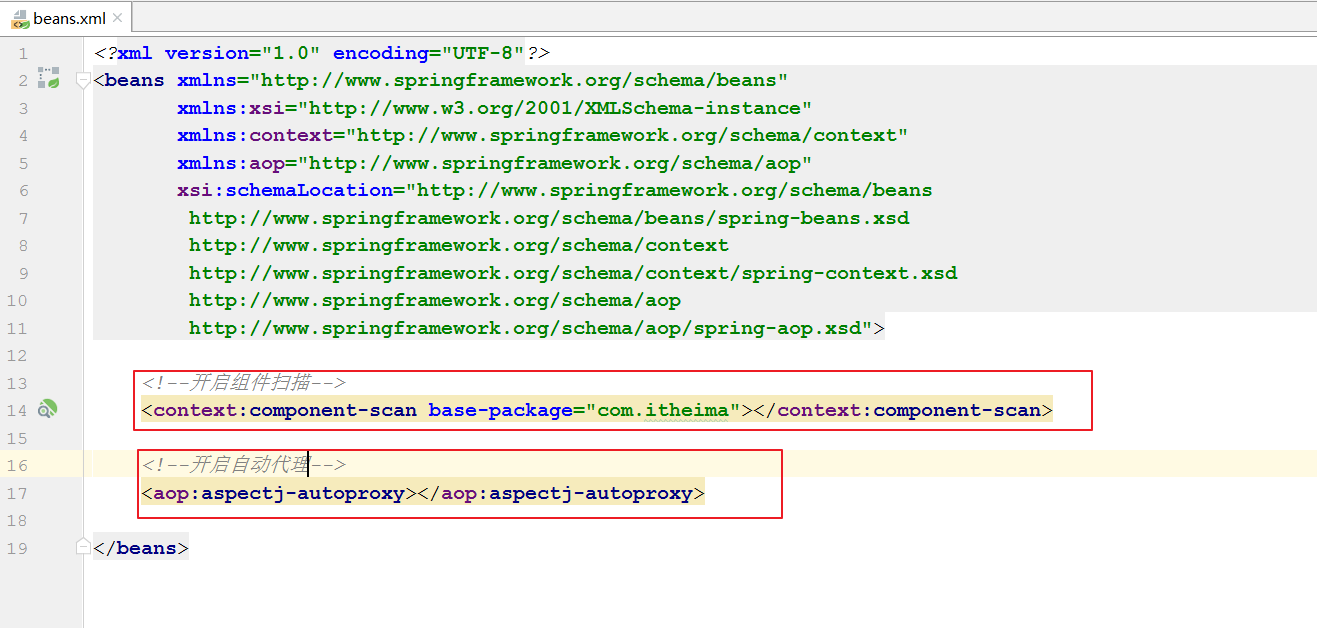 beans.xml
1 <?xml version="1.0" encoding="UTF-8"?>
2 <beans xmlns="http://www.springframework.org/schema/beans"
3 xmlns:xsi="http://www.w3.org/2001/XMLSchema-instance"
4 xmlns:context="http://www.springframework.org/schema/context"
5 xmlns:aop="http://www.springframework.org/schema/aop"
6 xsi:schemaLocation="http://www.springframework.org/schema/beans
7 http://www.springframework.org/schema/beans/spring-beans.xsd
8 http://www.springframework.org/schema/context
9 http://www.springframework.org/schema/context/spring-context.xsd
10 http://www.springframework.org/schema/aop
11 http://www.springframework.org/schema/aop/spring-aop.xsd">
12
13 <!--开启组件扫描-->
14 <context:component-scan base-package="com.itheima"></context:component-scan>
15
16 <!--开启自动代理-->
17 <aop:aspectj-autoproxy></aop:aspectj-autoproxy>
18
19 </beans>